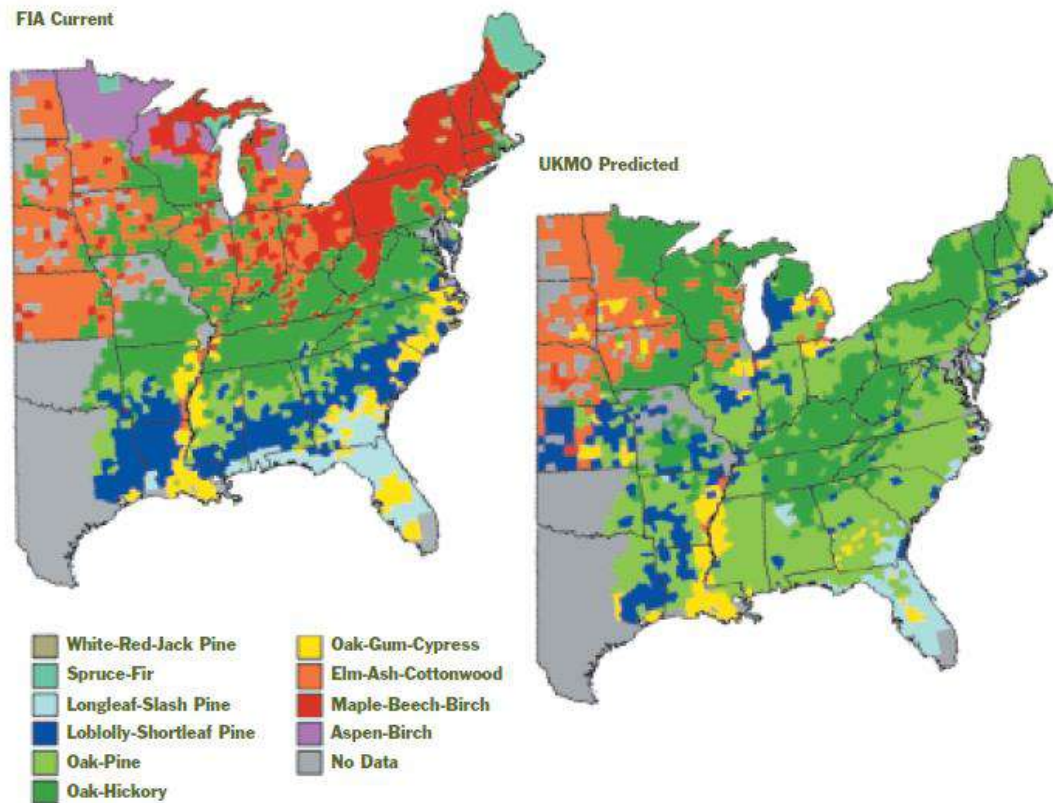 FIA Current
UKMO Predicted
White-Red-Jack Pine
Spruce-Fir
Longleaf-Slash Pine
Loblolly-Shortleaf Pine
Oak-Pine
Oak-Hickory
Oak-Gum-Cypress
Elm-Ash-Cottonwood
Maple-Beech-Birch
Aspen-Birch
No Data